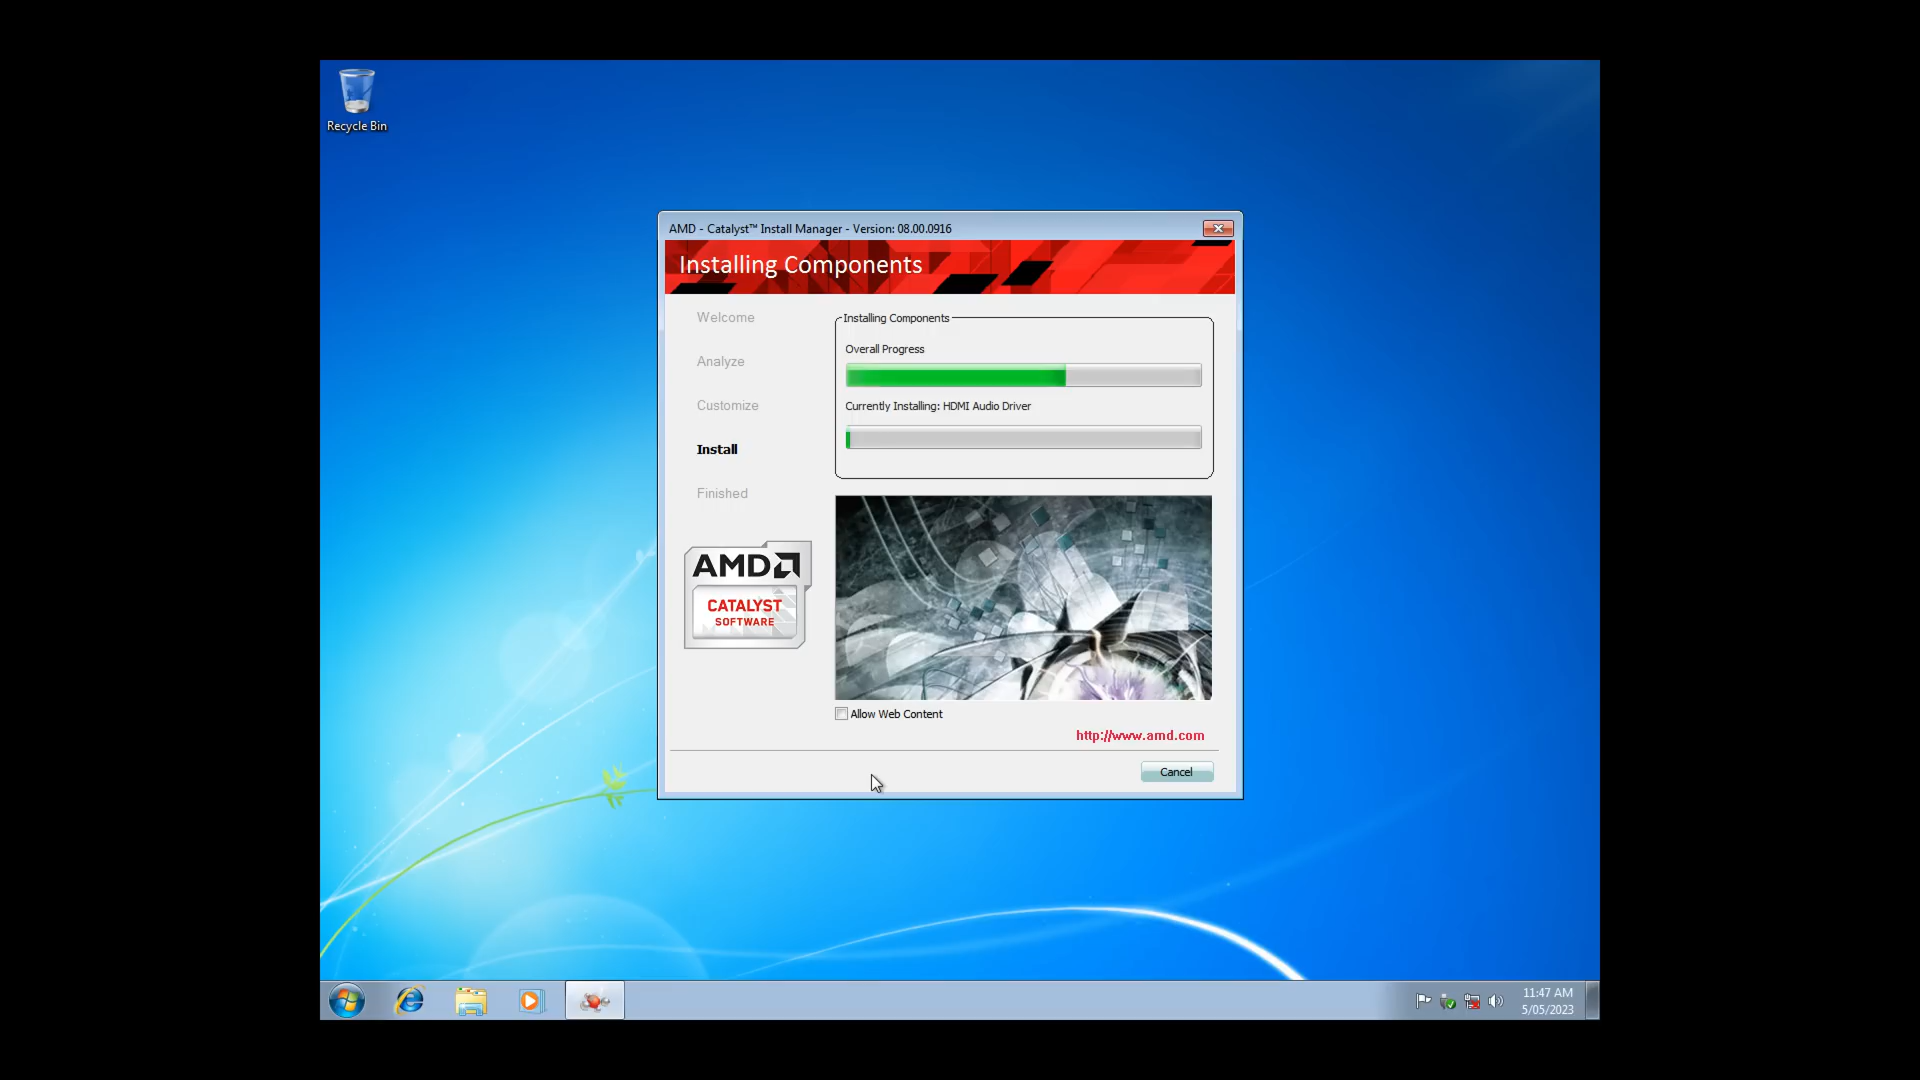 Recycle Bin
AMD - Catalyst™ Install Manager - Version: 08.00.0916
Installing Components
Welcome
Analyze
Customize
Install
Finished
Installing Components
Overall Progress
Currently Installing: HDMI Audio Driver
AMD
CATALYST
SOFTWARE
Allow Web Content
http://www.amd.com
Cancel
11:47 AM
5/05/2023